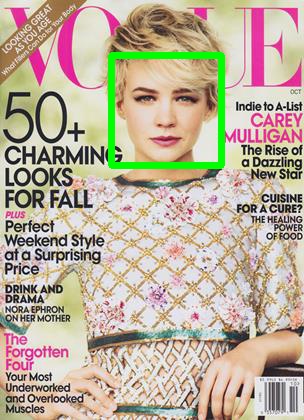 VOGUE
LOOKING GREAT
AS YOU AGE
What Fillers Can Do for Your Body
OCT
50+
CHARMING
LOOKS
FOR FALL
PLUS
Perfect
Weekend Style
at a Surprising
Price
DRINK AND
DRAMA
NORA EPHRON
ON HER MOTHER
The
Forgotten
Four
Your Most
Underworked and
Overlooked
Muscles
Indie to A-List
CAREY
MULLIGAN
The Rise of
a Dazzling
New Star
CUISINE
FOR A CURE?
THE HEALING
POWER
OF FOOD